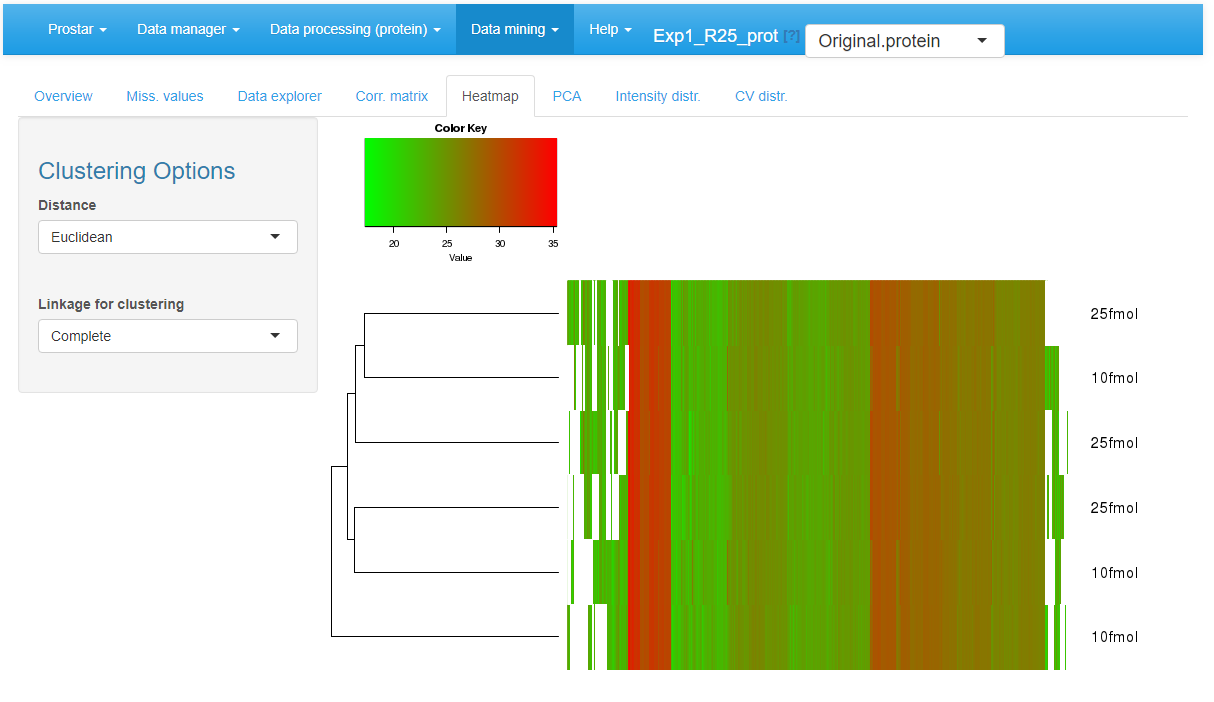 Prostar Data manager Data processing (protein) Data mining Help Exp1_R25_prot [?] Original.protein
Overview Miss. values Data explorer Corr. matrix Heatmap PCA Intensity distr. CV distr.
Color Key
Clustering Options
Distance
Euclidean
20 25 30 35
Value
Linkage for clustering
Complete
25fmol
10fmol
25fmol
25fmol
10fmol
10fmol